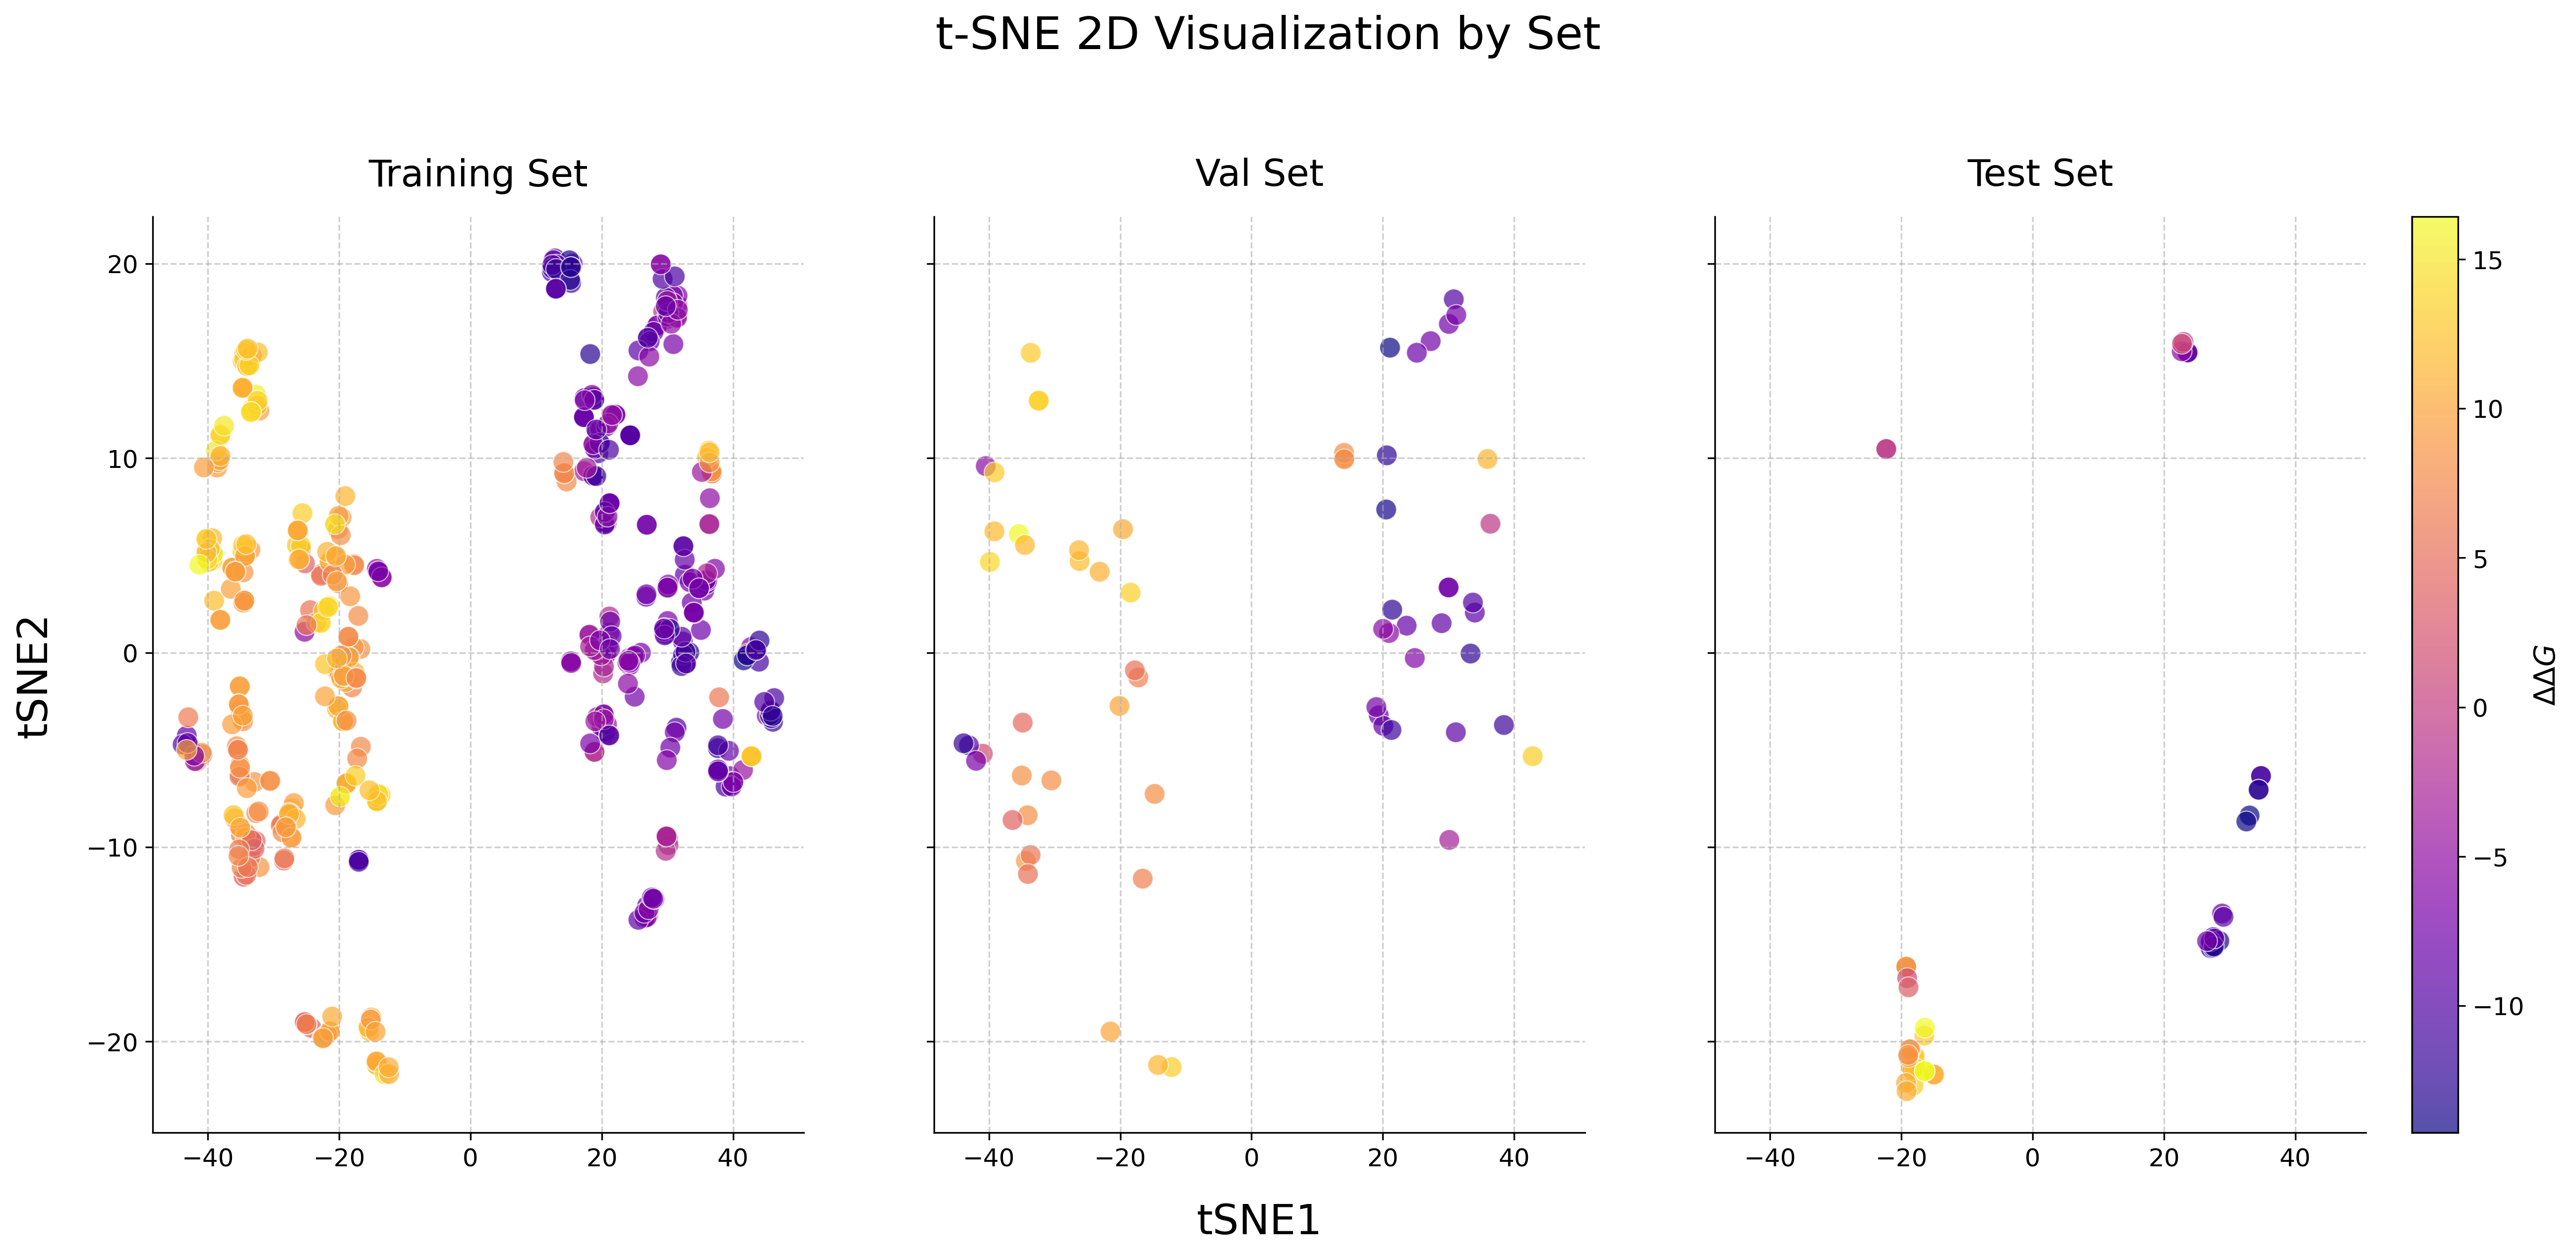 t-SNE 2D Visualization by Set
Training Set
Val Set
Test Set
20
10
0
−10
−20
tSNE2
−40 −20 0 20 40
−40 −20 0 20 40
−40 −20 0 20 40
tSNE1
15
10
5
0
−5
−10
ΔΔG